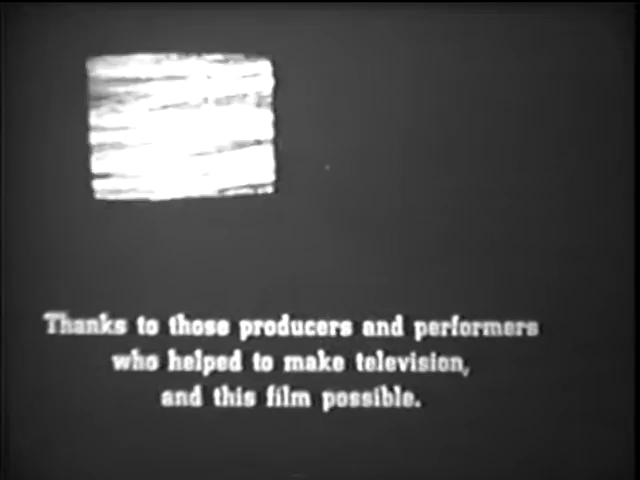 Thanks to those producers and performers
who helped to make television,
and this film possible.